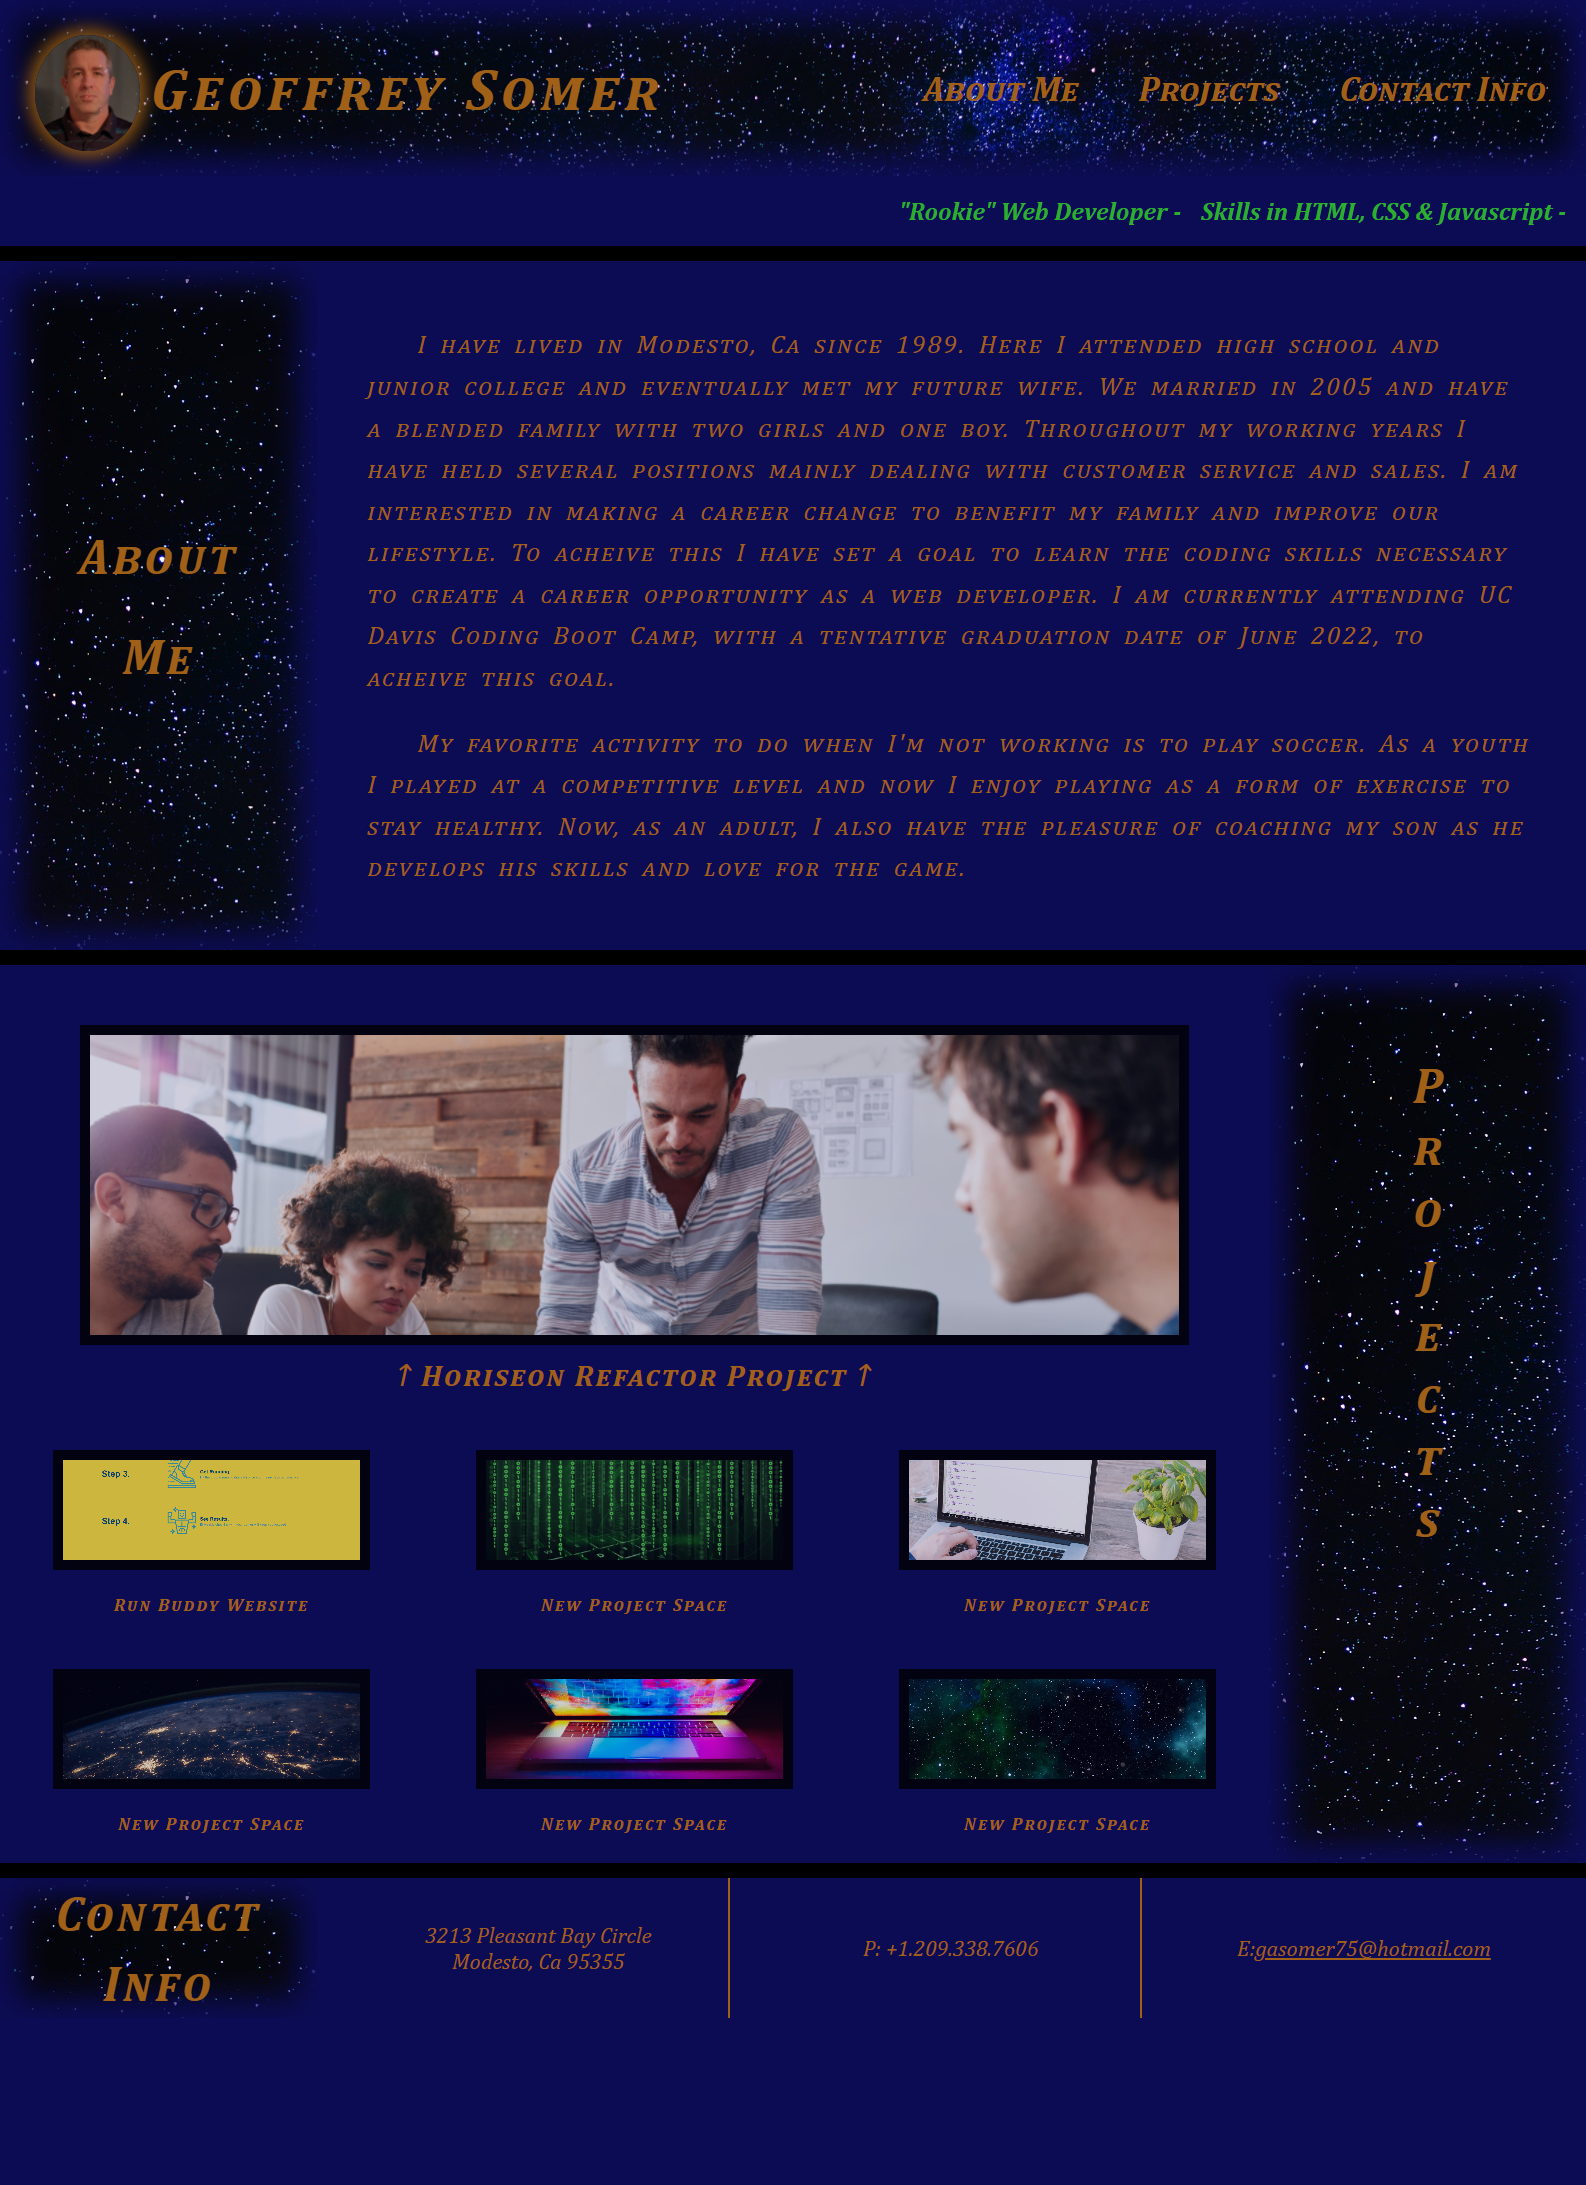 Geoffrey Somer
About Me Projects Contact Info
"Rookie" Web Developer - Skills in HTML, CSS & Javascript -
About
Me
I have lived in Modesto, Ca since 1989. Here I attended high school and
junior college and eventually met my future wife. We married in 2005 and have
a blended family with two girls and one boy. Throughout my working years I
have held several positions mainly dealing with customer service and sales. I am
interested in making a career change to benefit my family and improve our
lifestyle. To acheive this I have set a goal to learn the coding skills necessary
to create a career opportunity as a web developer. I am currently attending UC
Davis Coding Boot Camp, with a tentative graduation date of June 2022, to
acheive this goal.
My favorite activity to do when I'm not working is to play soccer. As a youth
I played at a competitive level and now I enjoy playing as a form of exercise to
stay healthy. Now, as an adult, I also have the pleasure of coaching my son as he
develops his skills and love for the game.
P
R
O
J
E
C
T
S
↑ Horiseon Refactor Project ↑
Step 3.
Get Running.
Step 4.
See Results.
Run Buddy Website
New Project Space
New Project Space
New Project Space
New Project Space
New Project Space
Contact
Info
3213 Pleasant Bay Circle
Modesto, Ca 95355
P: +1.209.338.7606
E:gasomer75@hotmail.com